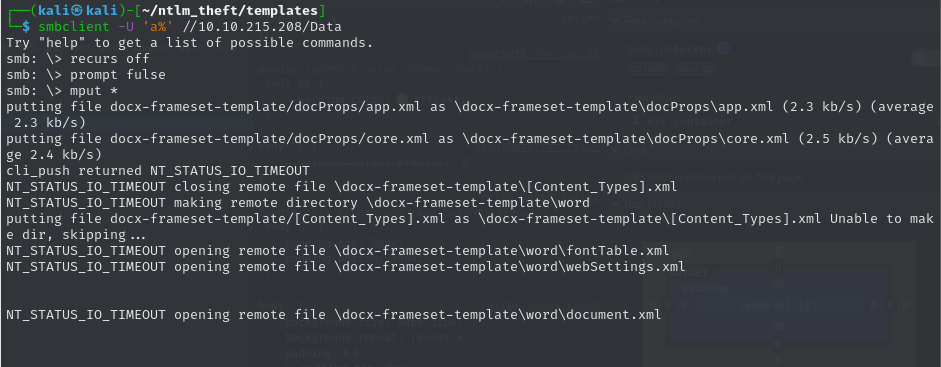 ┌──(kali㉿kali)-[~/ntlm_theft/templates]
└─$ smbclient -U 'a%' //10.10.215.208/Data
Try "help" to get a list of possible commands.
smb: \> recurs off
smb: \> prompt fulse
smb: \> mput *
putting file docx-frameset-template/docProps/app.xml as \docx-frameset-template\docProps\app.xml (2.3 kb/s) (average
 2.3 kb/s)
putting file docx-frameset-template/docProps/core.xml as \docx-frameset-template\docProps\core.xml (2.5 kb/s) (avera
ge 2.4 kb/s)
cli_push returned NT_STATUS_IO_TIMEOUT
NT_STATUS_IO_TIMEOUT closing remote file \docx-frameset-template\[Content_Types].xml
NT_STATUS_IO_TIMEOUT making remote directory \docx-frameset-template\word
putting file docx-frameset-template/[Content_Types].xml as \docx-frameset-template\[Content_Types].xml Unable to mak
e dir, skipping...
NT_STATUS_IO_TIMEOUT opening remote file \docx-frameset-template\word\fontTable.xml
NT_STATUS_IO_TIMEOUT opening remote file \docx-frameset-template\word\webSettings.xml
NT_STATUS_IO_TIMEOUT opening remote file \docx-frameset-template\word\document.xml